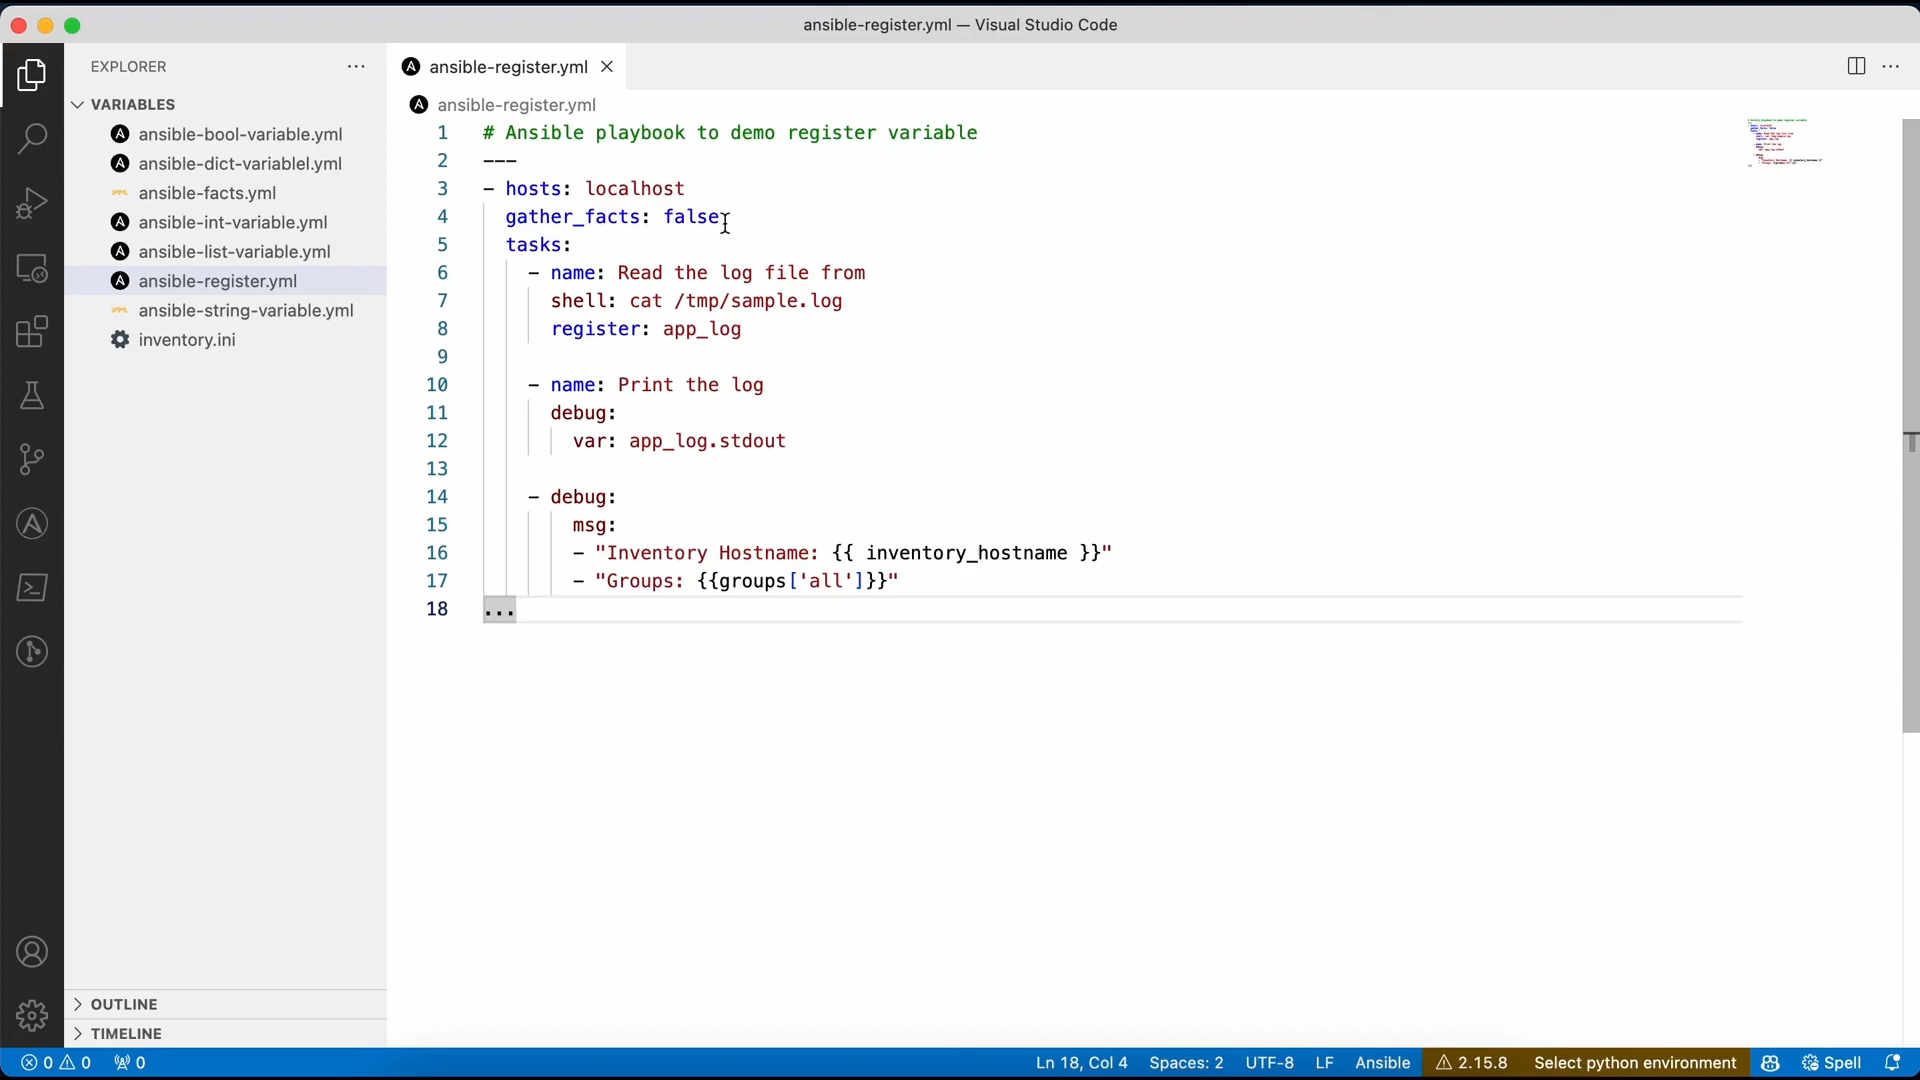 ansible-register.yml — Visual Studio Code
EXPLORER
VARIABLES
ansible-bool-variable.yml
ansible-dict-variablel.yml
ansible-facts.yml
ansible-int-variable.yml
ansible-list-variable.yml
ansible-register.yml
ansible-string-variable.yml
inventory.ini
OUTLINE
TIMELINE
ansible-register.yml
ansible-register.yml
1 # Ansible playbook to demo register variable
2 ---
3 - hosts: localhost
4 gather_facts: false
5 tasks:
6 - name: Read the log file from
7 shell: cat /tmp/sample.log
8 register: app_log
9
10 - name: Print the log
11 debug:
12 var: app_log.stdout
13
14 - debug:
15 msg:
16 - "Inventory Hostname: {{ inventory_hostname }}"
17 - "Groups: {{groups['all']}}"
18 ...
0 0 0
Ln 18, Col 4 Spaces: 2 UTF-8 LF Ansible 2.15.8 Select python environment Spell